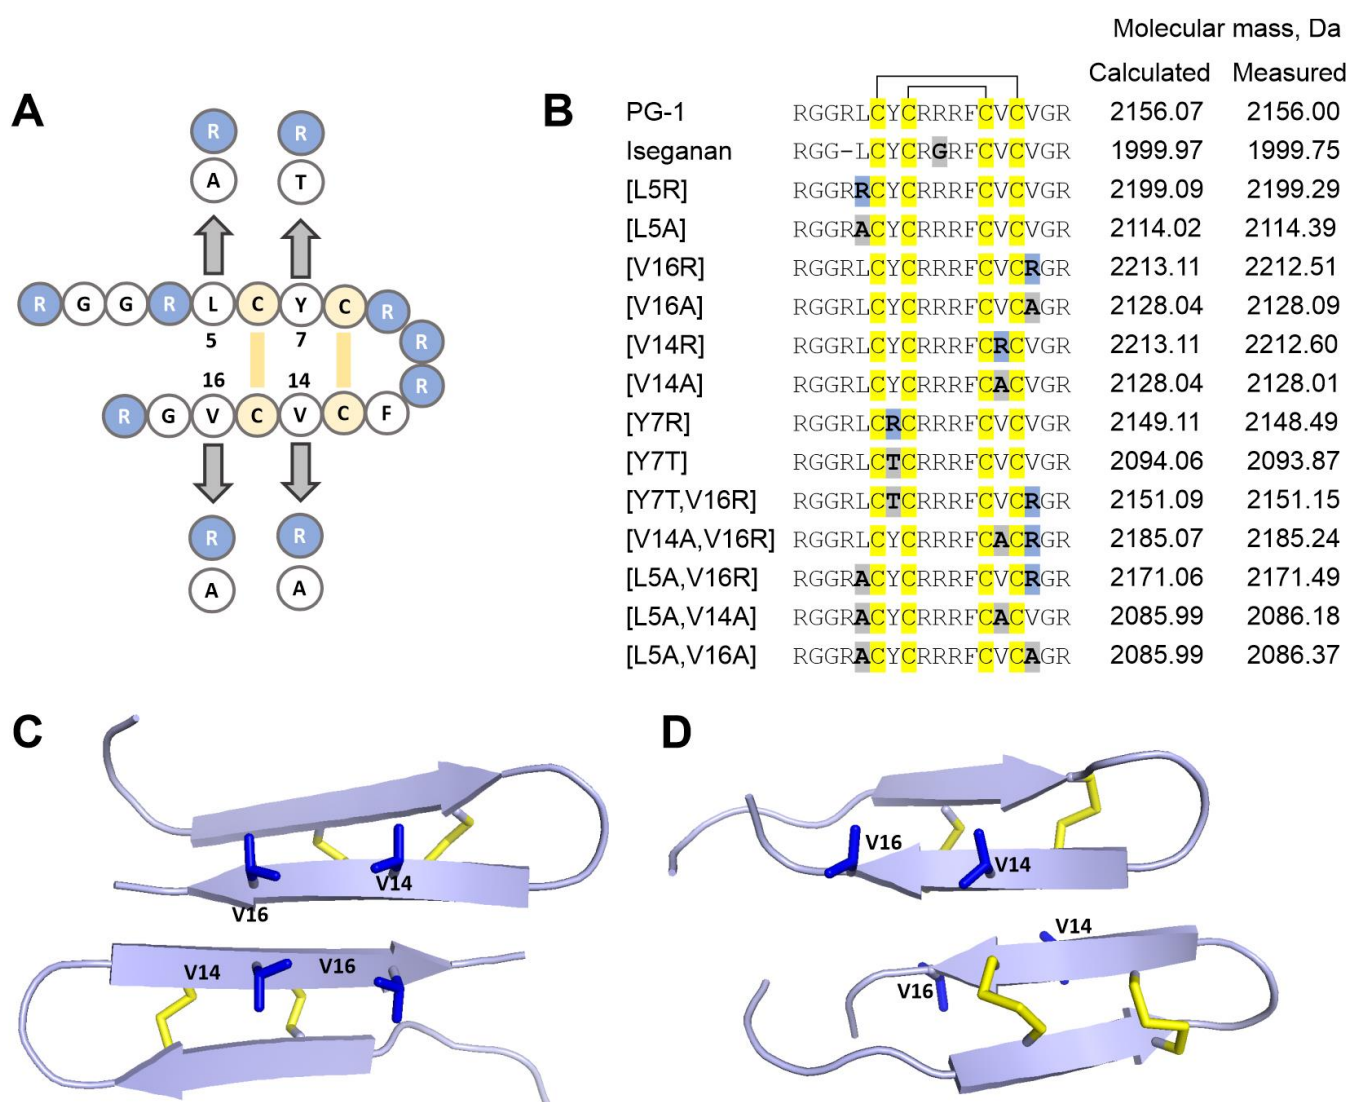 A
R
R
A
T
R G G R L C Y C R
R
5 7
16 14
R
R G V C V C F
R
R
A
A
B
Molecular mass, Da
Calculated Measured
PG-1 RGGRLCYCRRRFCVCVGR 2156.07 2156.00
Iseganan RGG-LCYCRGRFCVCVGR 1999.97 1999.75
[L5R] RGGRRCYCRRRFCVCVGR 2199.09 2199.29
[L5A] RGGRACYCRRRFCVCVGR 2114.02 2114.39
[V16R] RGGRLCYCRRRFCVCRGR 2213.11 2212.51
[V16A] RGGRLCYCRRRFCVCAGR 2128.04 2128.09
[V14R] RGGRLCYCRRRFCRCVGR 2213.11 2212.60
[V14A] RGGRLCYCRRRFCACVGR 2128.04 2128.01
[Y7R] RGGRLCRCRRRFCVCVGR 2149.11 2148.49
[Y7T] RGGRLCTCRRRFCVCVGR 2094.06 2093.87
[Y7T,V16R] RGGRLCTCRRRFCVCRGR 2151.09 2151.15
[V14A,V16R] RGGRLCYCRRRFCACRGR 2185.07 2185.24
[L5A,V16R] RGGRACYCRRRFCVCRGR 2171.06 2171.49
[L5A,V14A] RGGRACYCRRRFCACVGR 2085.99 2086.18
[L5A,V16A] RGGRACYCRRRFCVCAGR 2085.99 2086.37
C
V14
V16
V14 V16
D
V16
V14
V14
V16